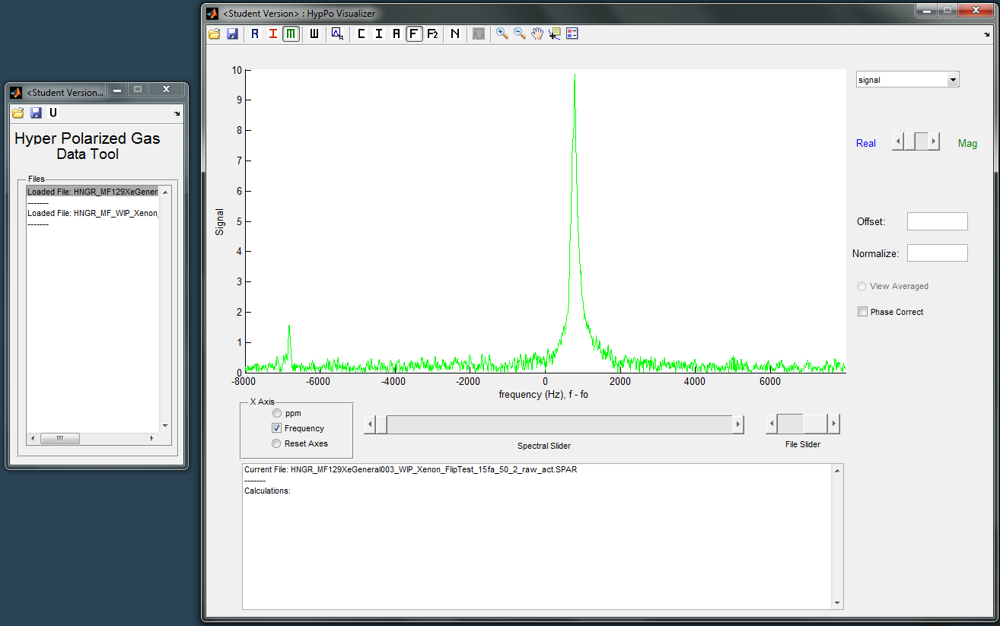 <Student Version...
U
Hyper Polarized Gas
Data Tool
Files
Loaded File: HNGR_MF129XeGener
-------
Loaded File: HNGR_MF_WIP_Xenon_
-------
<Student Version> : HypPo Visualizer
R I M W C I A F F2 N
10
9
8
7
6
5
4
3
2
1
0
Signal
-8000 -6000 -4000 -2000 0 2000 4000 6000
frequency (Hz), f - fo
signal
Real Mag
Offset:
Normalize:
View Averaged
Phase Correct
X Axis
ppm
Frequency
Reset Axes
Spectral Slider
File Slider
Current File: HNGR_MF129XeGeneral003_WIP_Xenon_FlipTest_15fa_50_2_raw_act.SPAR
-------
Calculations: